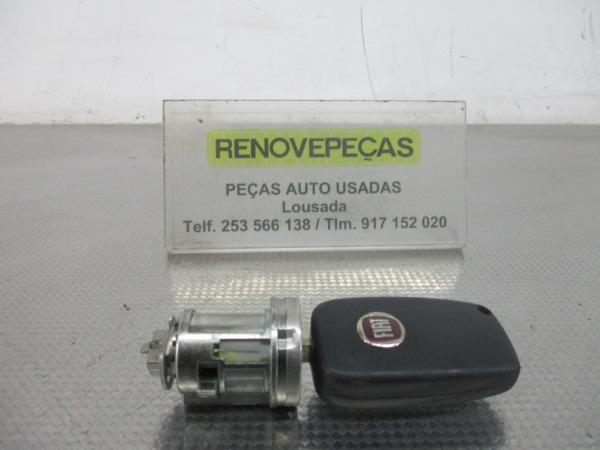 RENOVEPEÇAS
PEÇAS AUTO USADAS
Lousada
Telf. 253 566 138 / Tlm. 917 152 020
FIAT